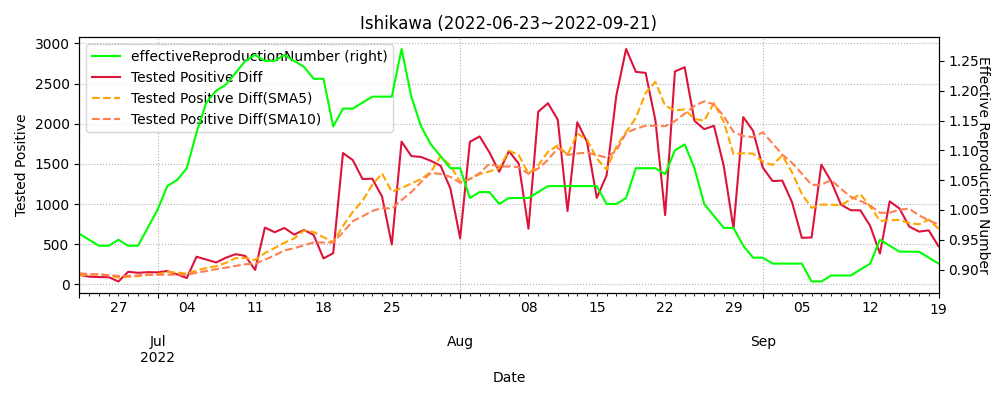 Ishikawa (2022-06-23~2022-09-21)
effectiveReproductionNumber (right)
Tested Positive Diff
Tested Positive Diff(SMA5)
Tested Positive Diff(SMA10)
Tested Positive
3000
2500
2000
1500
1000
500
0
1.25
1.20
1.15
1.10
1.05
1.00
0.95
0.90
Effective Reproduction Number
27 04 11 18 25 08 15 22 29 05 12 19
Jul Aug Sep
2022
Date